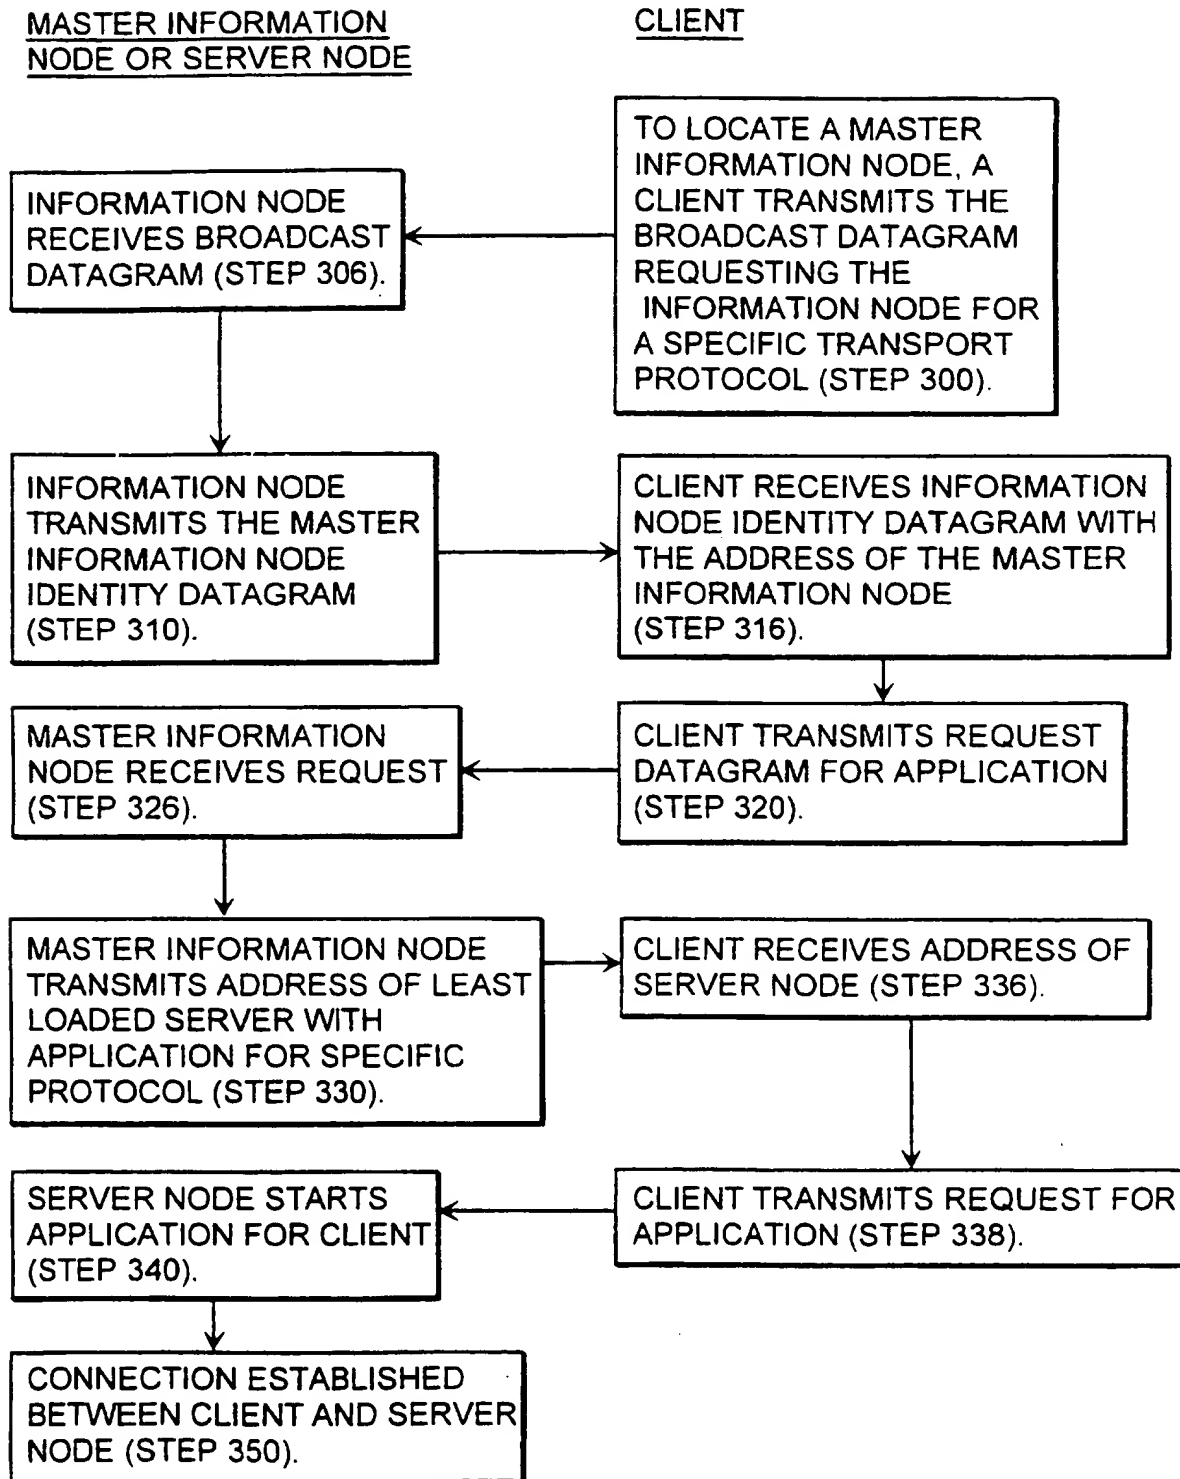 MASTER INFORMATION
NODE OR SERVER NODE
CLIENT
TO LOCATE A MASTER
INFORMATION NODE, A
CLIENT TRANSMITS THE
BROADCAST DATAGRAM
REQUESTING THE
INFORMATION NODE FOR
A SPECIFIC TRANSPORT
PROTOCOL (STEP 300).
INFORMATION NODE
RECEIVES BROADCAST
DATAGRAM (STEP 306).
INFORMATION NODE
TRANSMITS THE MASTER
INFORMATION NODE
IDENTITY DATAGRAM
(STEP 310).
CLIENT RECEIVES INFORMATION
NODE IDENTITY DATAGRAM WITH
THE ADDRESS OF THE MASTER
INFORMATION NODE
(STEP 316).
CLIENT TRANSMITS REQUEST
DATAGRAM FOR APPLICATION
(STEP 320).
MASTER INFORMATION
NODE RECEIVES REQUEST
(STEP 326).
MASTER INFORMATION NODE
TRANSMITS ADDRESS OF LEAST
LOADED SERVER WITH
APPLICATION FOR SPECIFIC
PROTOCOL (STEP 330).
CLIENT RECEIVES ADDRESS OF
SERVER NODE (STEP 336).
CLIENT TRANSMITS REQUEST FOR
APPLICATION (STEP 338).
SERVER NODE STARTS
APPLICATION FOR CLIENT
(STEP 340).
CONNECTION ESTABLISHED
BETWEEN CLIENT AND SERVER
NODE (STEP 350).